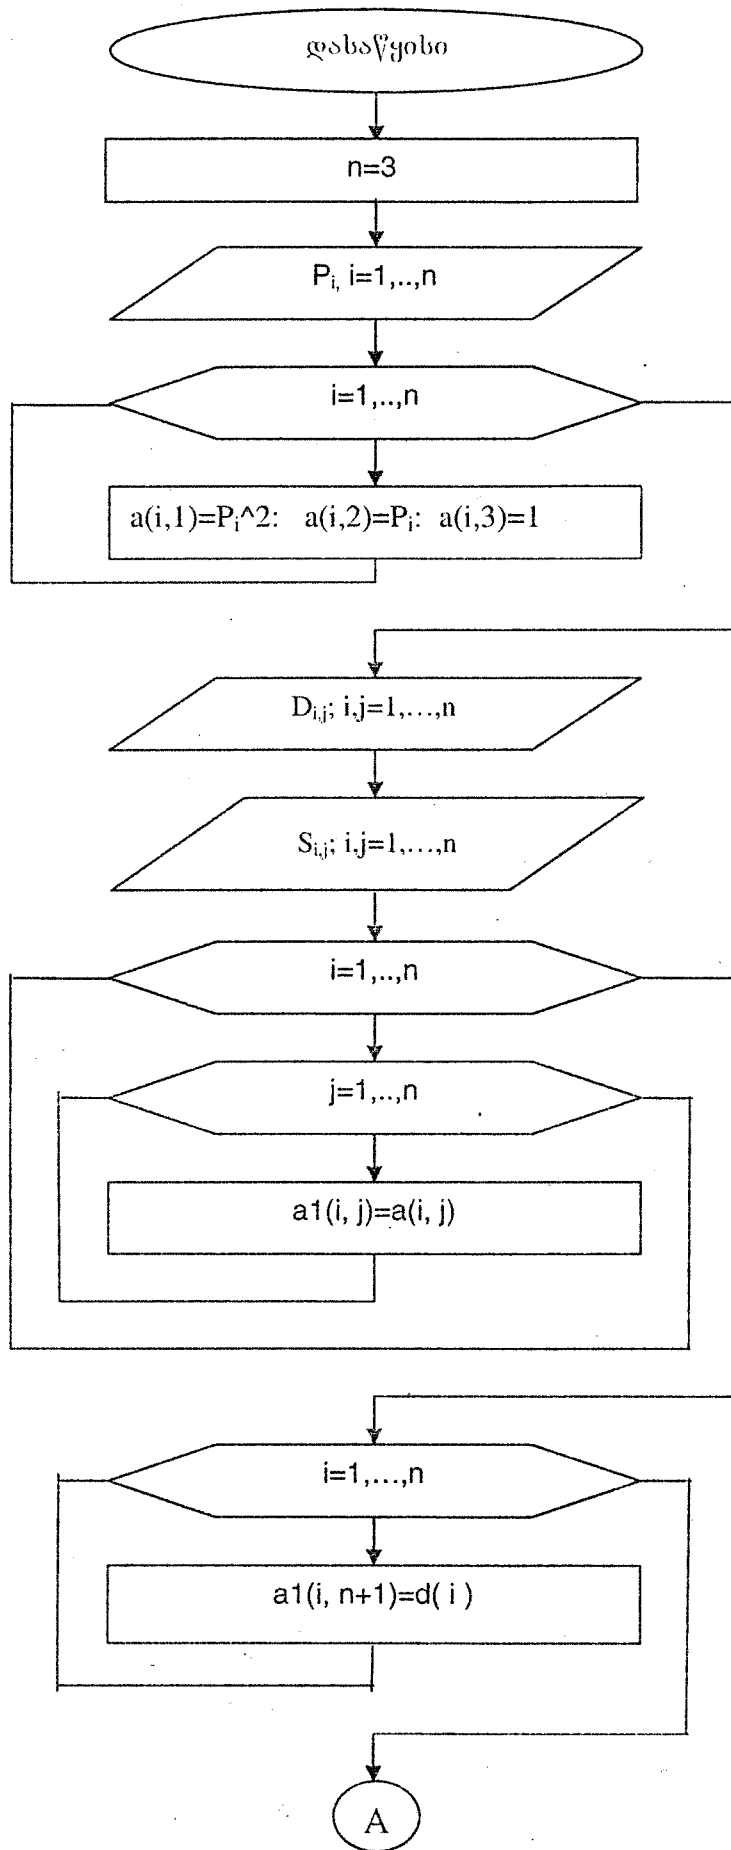 დასაწყისი
n=3
Pi, i=1,..,n
i=1,..,n
a(i,1)=Pi^2: a(i,2)=Pi: a(i,3)=1
Di,j; i,j=1,...,n
Si,j; i,j=1,...,n
i=1,..,n
j=1,..,n
a1(i, j)=a(i, j)
i=1,...,n
a1(i, n+1)=d( i )
A